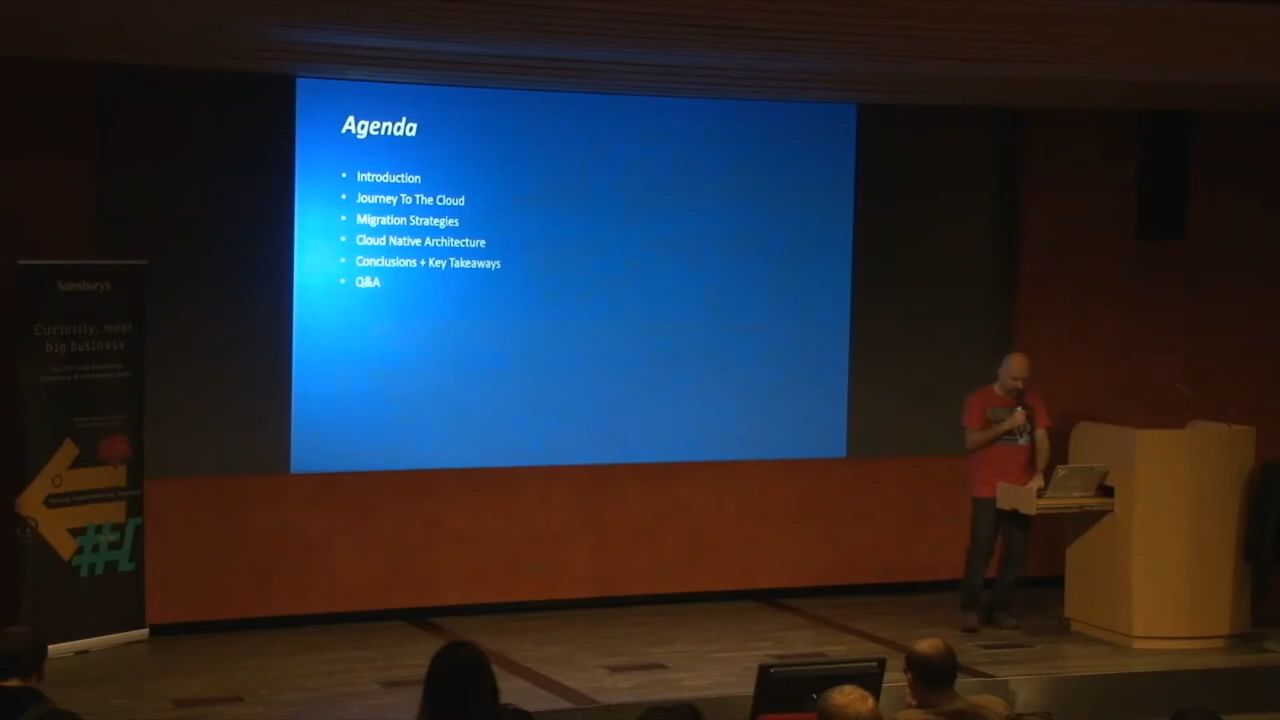 Agenda
• Introduction
• Journey To The Cloud
• Migration Strategies
• Cloud Native Architecture
• Conclusions + Key Takeaways
• Q&A
Sainsbury's
Curiosity, meet
big business